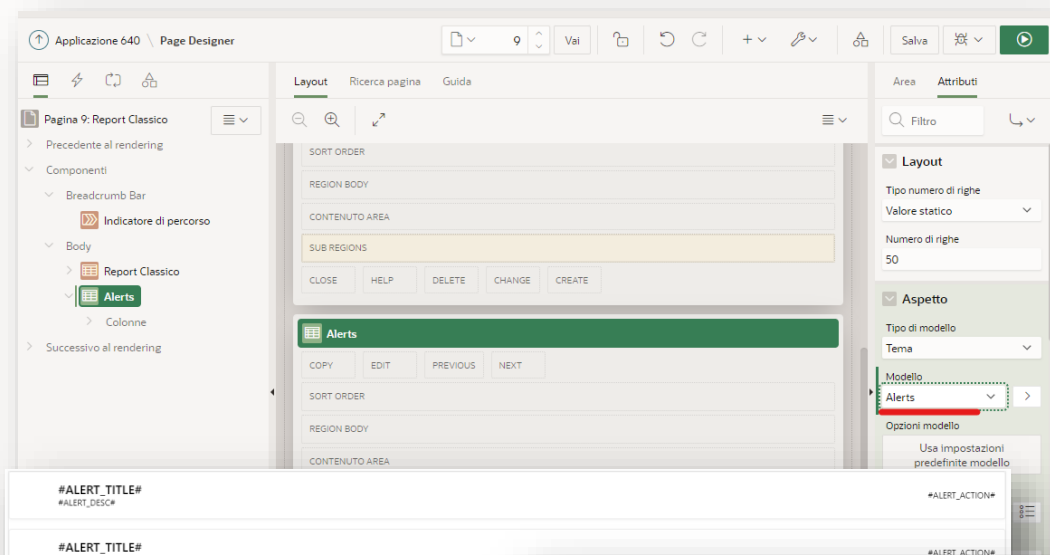 Applicazione 640 \ Page Designer
9
Vai
Salva
Layout
Ricerca pagina
Guida
Area
Attributi
Pagina 9: Report Classico
Precedente al rendering
Componenti
Breadcrumb Bar
Indicatore di percorso
Body
Report Classico
Alerts
Colonne
Successivo al rendering
SORT ORDER
REGION BODY
CONTENUTO AREA
SUB REGIONS
CLOSE
HELP
DELETE
CHANGE
CREATE
Alerts
COPY
EDIT
PREVIOUS
NEXT
SORT ORDER
REGION BODY
CONTENUTO AREA
Filtro
Layout
Tipo numero di righe
Valore statico
Numero di righe
50
Aspetto
Tipo di modello
Tema
Modello
Alerts
Opzioni modello
Usa impostazioni
predefinite modello
#ALERT_TITLE#
#ALERT_DESC#
#ALERT_ACTION#
#ALERT_TITLE#
#ALERT_ACTION#